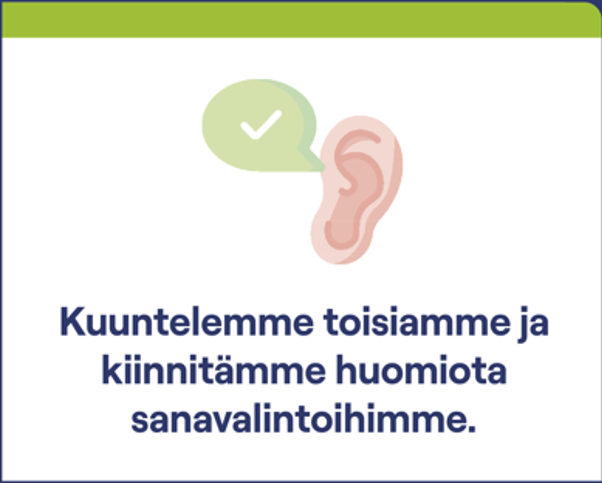 Kuuntelemme toisiamme ja
kiinnitämme huomiota
sanavalintoihimme.